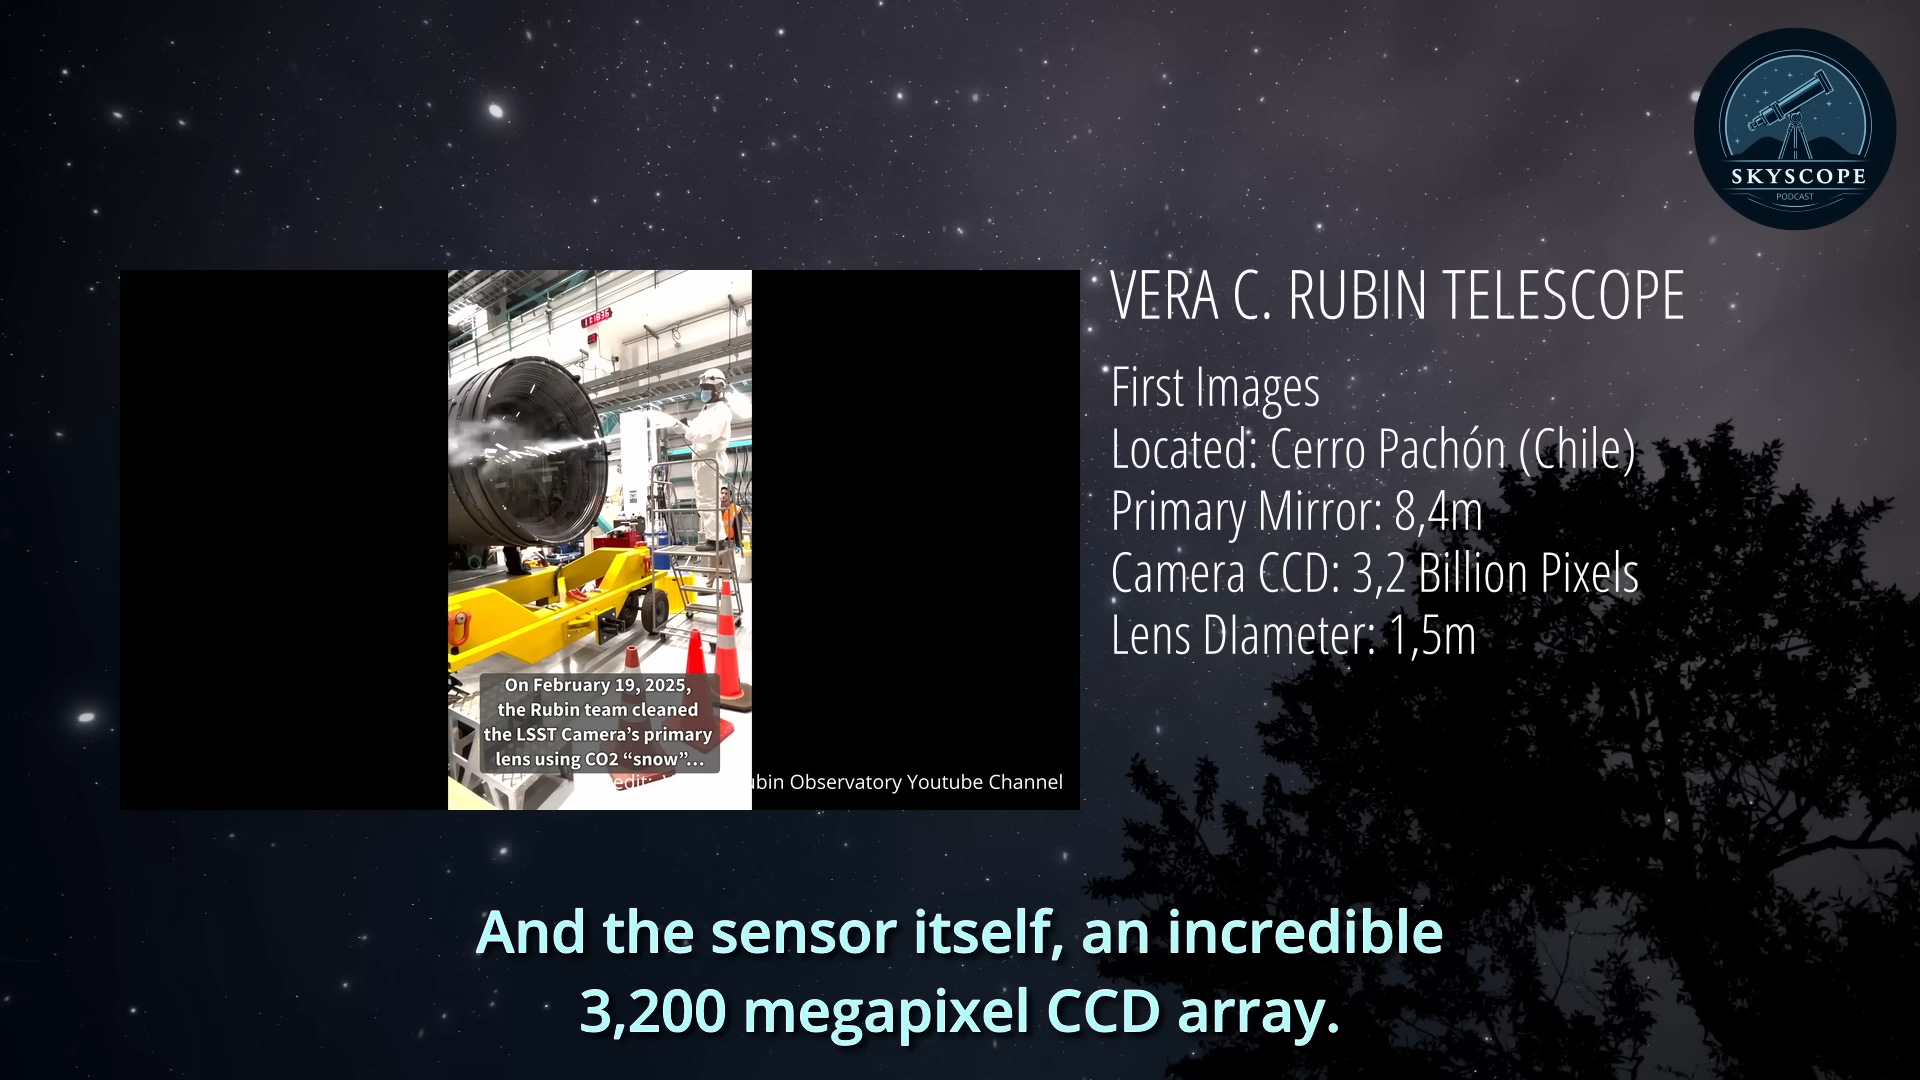 SKYSCOPE
PODCAST
VERA C. RUBIN TELESCOPE
First Images
Located: Cerro Pachón (Chile)
Primary Mirror: 8,4m
Camera CCD: 3,2 Billion Pixels
Lens DIameter: 1,5m
On February 19, 2025,
the Rubin team cleaned
the LSST Camera’s primary
lens using CO2 “snow”...
Observatory Youtube Channel
And the sensor itself, an incredible
3,200 megapixel CCD array.